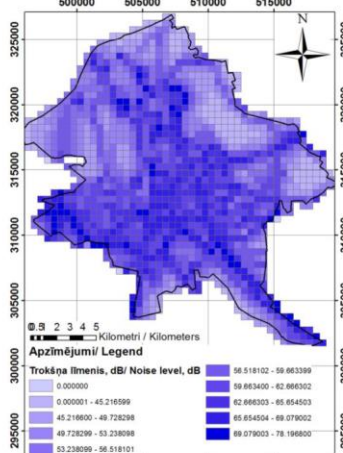 500000 505000 510000 515000
N
325000
320000
315000
310000
305000
300000
295000
Kilometri / Kilometers
0.5 1 2 3 4 5
Apzīmējumi/ Legend
Trokšņa līmenis, dB/ Noise level, dB
0.000000
0.000001 - 45.216599
45.216600 - 49.728298
49.728299 - 53.238098
53.238099 - 56.518101
56.518102 - 59.663399
59.663400 - 62.666302
62.666303 - 65.654503
65.654504 - 69.079002
69.079003 - 78.196800